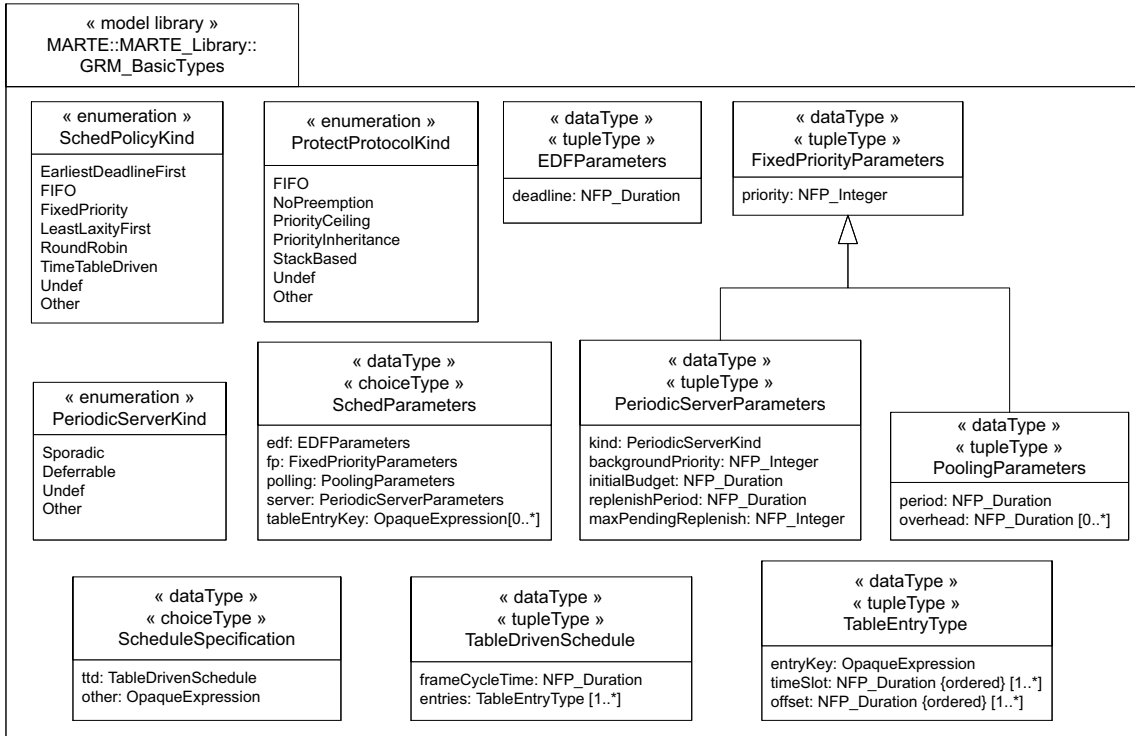 « model library »
MARTE::MARTE_Library::
GRM_BasicTypes
« enumeration »
SchedPolicyKind
EarliestDeadlineFirst
FIFO
FixedPriority
LeastLaxityFirst
RoundRobin
TimeTableDriven
Undef
Other
« enumeration »
ProtectProtocolKind
FIFO
NoPreemption
PriorityCeiling
PriorityInheritance
StackBased
Undef
Other
« dataType »
« tupleType »
EDFParameters
deadline: NFP_Duration
« dataType »
« tupleType »
FixedPriorityParameters
priority: NFP_Integer
« enumeration »
PeriodicServerKind
Sporadic
Deferrable
Undef
Other
« dataType »
« choiceType »
SchedParameters
edf: EDFParameters
fp: FixedPriorityParameters
polling: PoolingParameters
server: PeriodicServerParameters
tableEntryKey: OpaqueExpression[0..*]
« dataType »
« tupleType »
PeriodicServerParameters
kind: PeriodicServerKind
backgroundPriority: NFP_Integer
initialBudget: NFP_Duration
replenishPeriod: NFP_Duration
maxPendingReplenish: NFP_Integer
« dataType »
« tupleType »
PoolingParameters
period: NFP_Duration
overhead: NFP_Duration [0..*]
« dataType »
« choiceType »
ScheduleSpecification
ttd: TableDrivenSchedule
other: OpaqueExpression
« dataType »
« tupleType »
TableDrivenSchedule
frameCycleTime: NFP_Duration
entries: TableEntryType [1..*]
« dataType »
« tupleType »
TableEntryType
entryKey: OpaqueExpression
timeSlot: NFP_Duration {ordered} [1..*]
offset: NFP_Duration {ordered} [1..*]